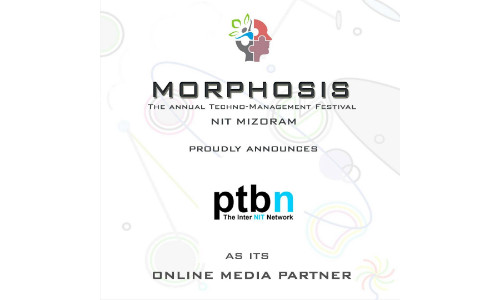 MORPHOSIS
The annual Techno-Management Festival
NIT MIZORAM
PROUDLY ANNOUNCES
ptbn
The Inter NIT Network
AS ITS
ONLINE MEDIA PARTNER